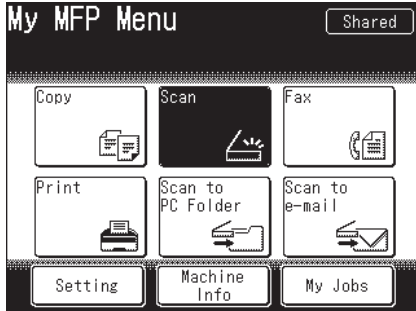 My MFP Menu
Shared
Copy
Scan
Fax
Print
Scan to
PC Folder
Scan to
e-mail
Setting
Machine
Info
My Jobs